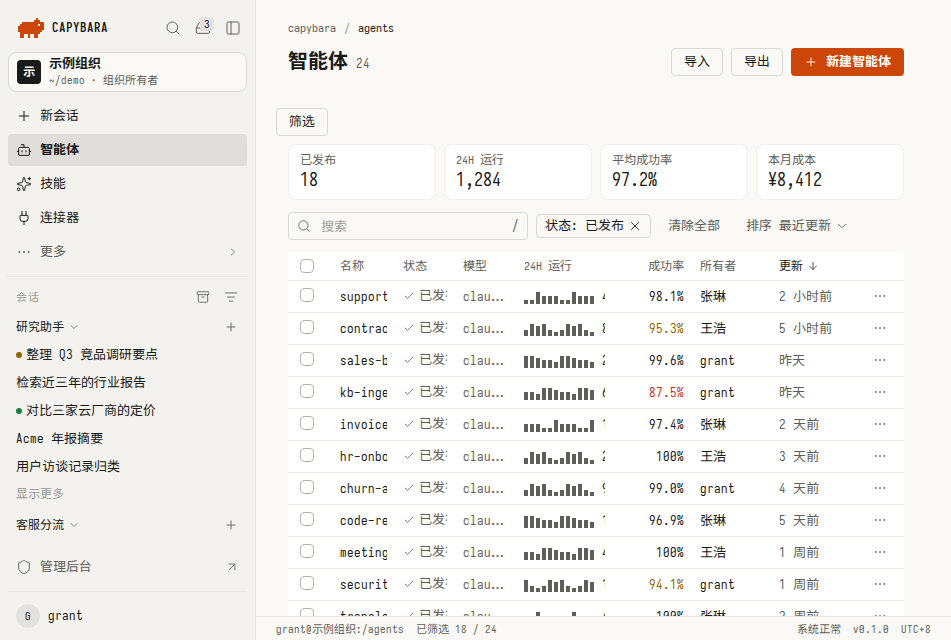 CAPYBARA
3
示
示例组织
~/demo · 组织所有者
新会话
智能体
技能
连接器
更多
会话
研究助手
整理 Q3 竞品调研要点
检索近三年的行业报告
对比三家云厂商的定价
Acme 年报摘要
用户访谈记录归类
显示更多
客服分流
管理后台
G
grant
capybara / agents
智能体 24
导入
导出
新建智能体
筛选
已发布
18
24H 运行
1,284
平均成功率
97.2%
本月成本
¥8,412
搜索 /
状态: 已发布
清除全部
排序 最近更新
名称 状态 模型 24H 运行 成功率 所有者 更新
support 已发 clau... 98.1% 张琳 2 小时前
contrac 已发 clau... 95.3% 王浩 5 小时前
sales-b 已发 clau... 99.6% grant 昨天
kb-inge 已发 clau... 87.5% grant 昨天
invoice 已发 clau... 97.4% 张琳 2 天前
hr-onbo 已发 clau... 100% 王浩 3 天前
churn-a 已发 clau... 99.0% grant 4 天前
code-re 已发 clau... 96.9% 张琳 5 天前
meeting 已发 clau... 100% 王浩 1 周前
securit 已发 clau... 94.1% grant 1 周前
grant@示例组织:/agents 已筛选 18 / 24
系统正常 v0.1.0 UTC+8